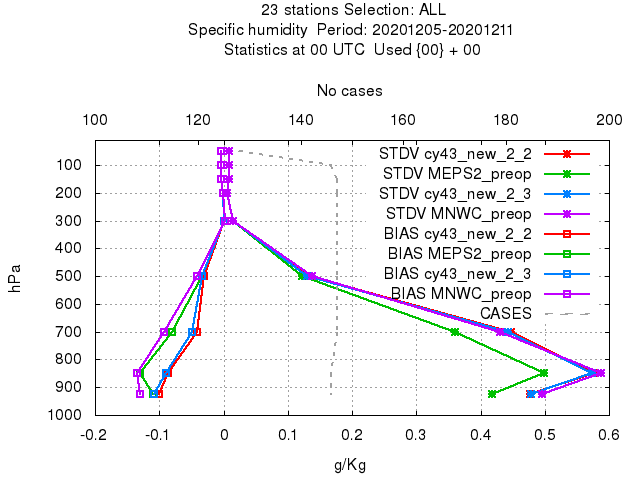 23 stations Selection: ALL
Specific humidity Period: 20201205-20201211
Statistics at 00 UTC Used {00} + 00
No cases
100 120 140 160 180 200
STDV cy43_new_2_2
STDV MEPS2_preop
STDV cy43_new_2_3
STDV MNWC_preop
BIAS cy43_new_2_2
BIAS MEPS2_preop
BIAS cy43_new_2_3
BIAS MNWC_preop
CASES
hPa
100
200
300
400
500
600
700
800
900
1000
-0.2 -0.1 0 0.1 0.2 0.3 0.4 0.5 0.6
g/Kg